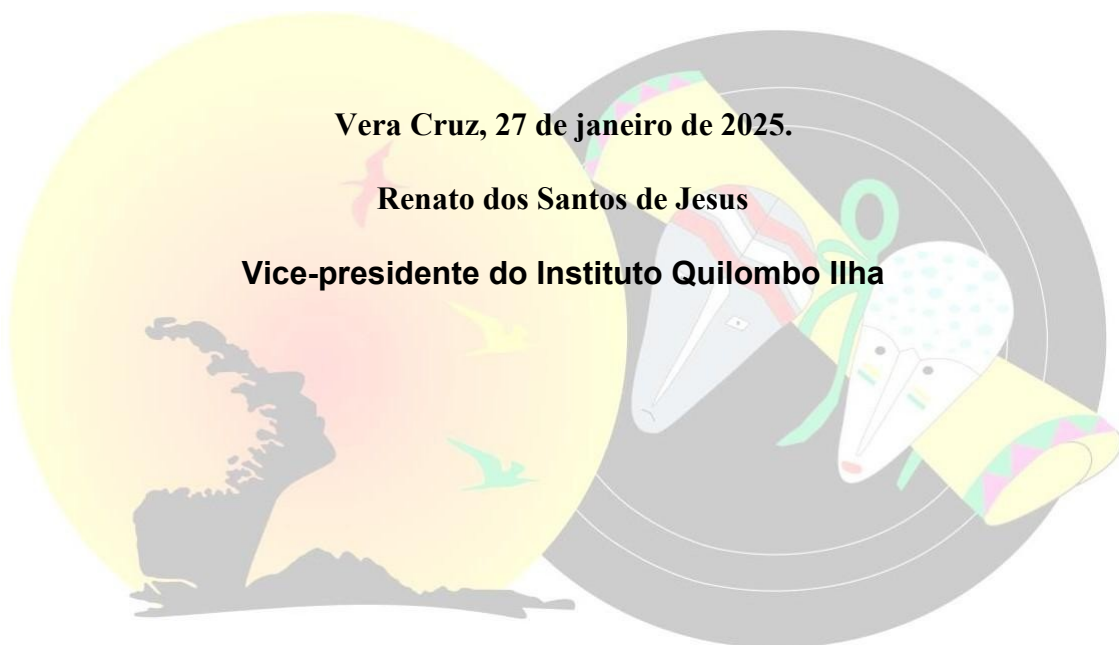 Vera Cruz, 27 de janeiro de 2025.
Renato dos Santos de Jesus
Vice-presidente do Instituto Quilombo Ilha